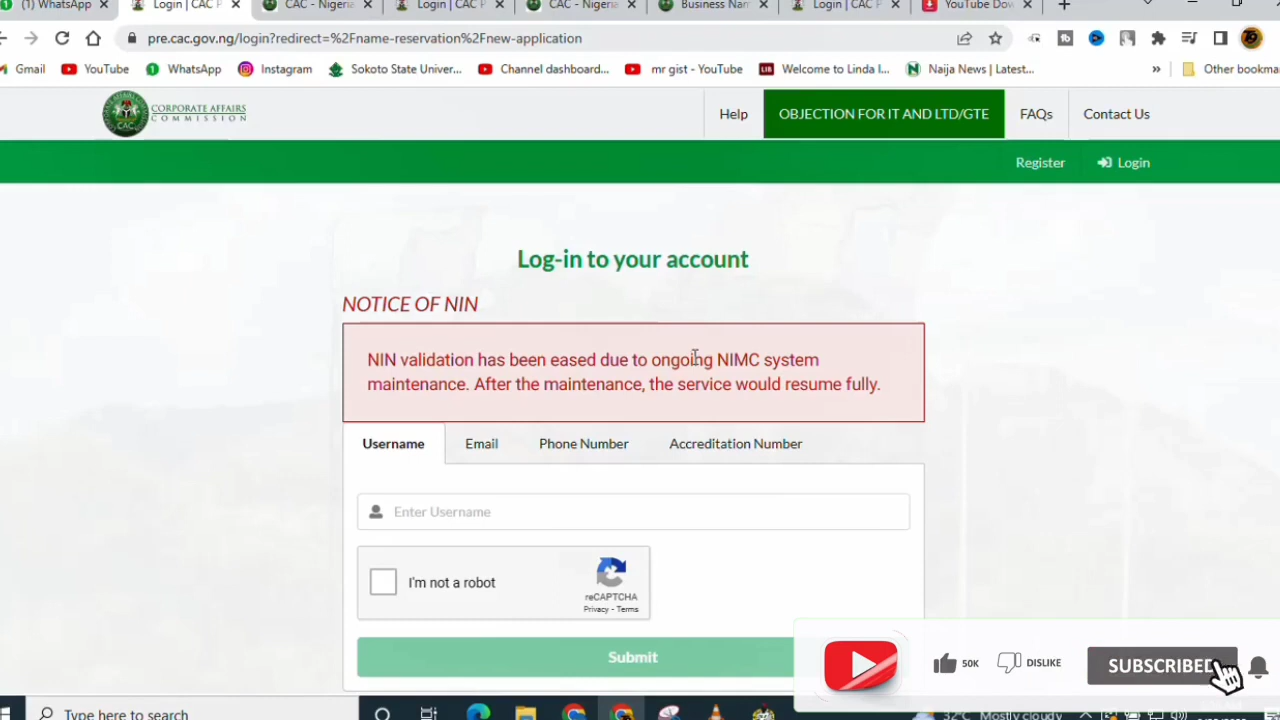 (1) WhatsApp
Login | CAC P
CAC - Nigeria
Login | CAC P
CAC - Nigeria
Business Nam
Login | CAC P
YouTube Dow
pre.cac.gov.ng/login?redirect=%2Fname-reservation%2Fnew-application
Gmail
YouTube
WhatsApp
Instagram
Sokoto State Univer...
Channel dashboard...
mr gist - YouTube
Welcome to Linda I...
Naija News | Latest...
»
Other bookma
CORPORATE AFFAIRS
COMMISSION
Help
OBJECTION FOR IT AND LTD/GTE
FAQs
Contact Us
Register
Login
Log-in to your account
NOTICE OF NIN
NIN validation has been eased due to ongoing NIMC system
maintenance. After the maintenance, the service would resume fully.
Username
Email
Phone Number
Accreditation Number
Enter Username
I'm not a robot
reCAPTCHA
Privacy - Terms
Submit
50K
DISLIKE
SUBSCRIBED
Type here to search
32°C Mostly cloudy